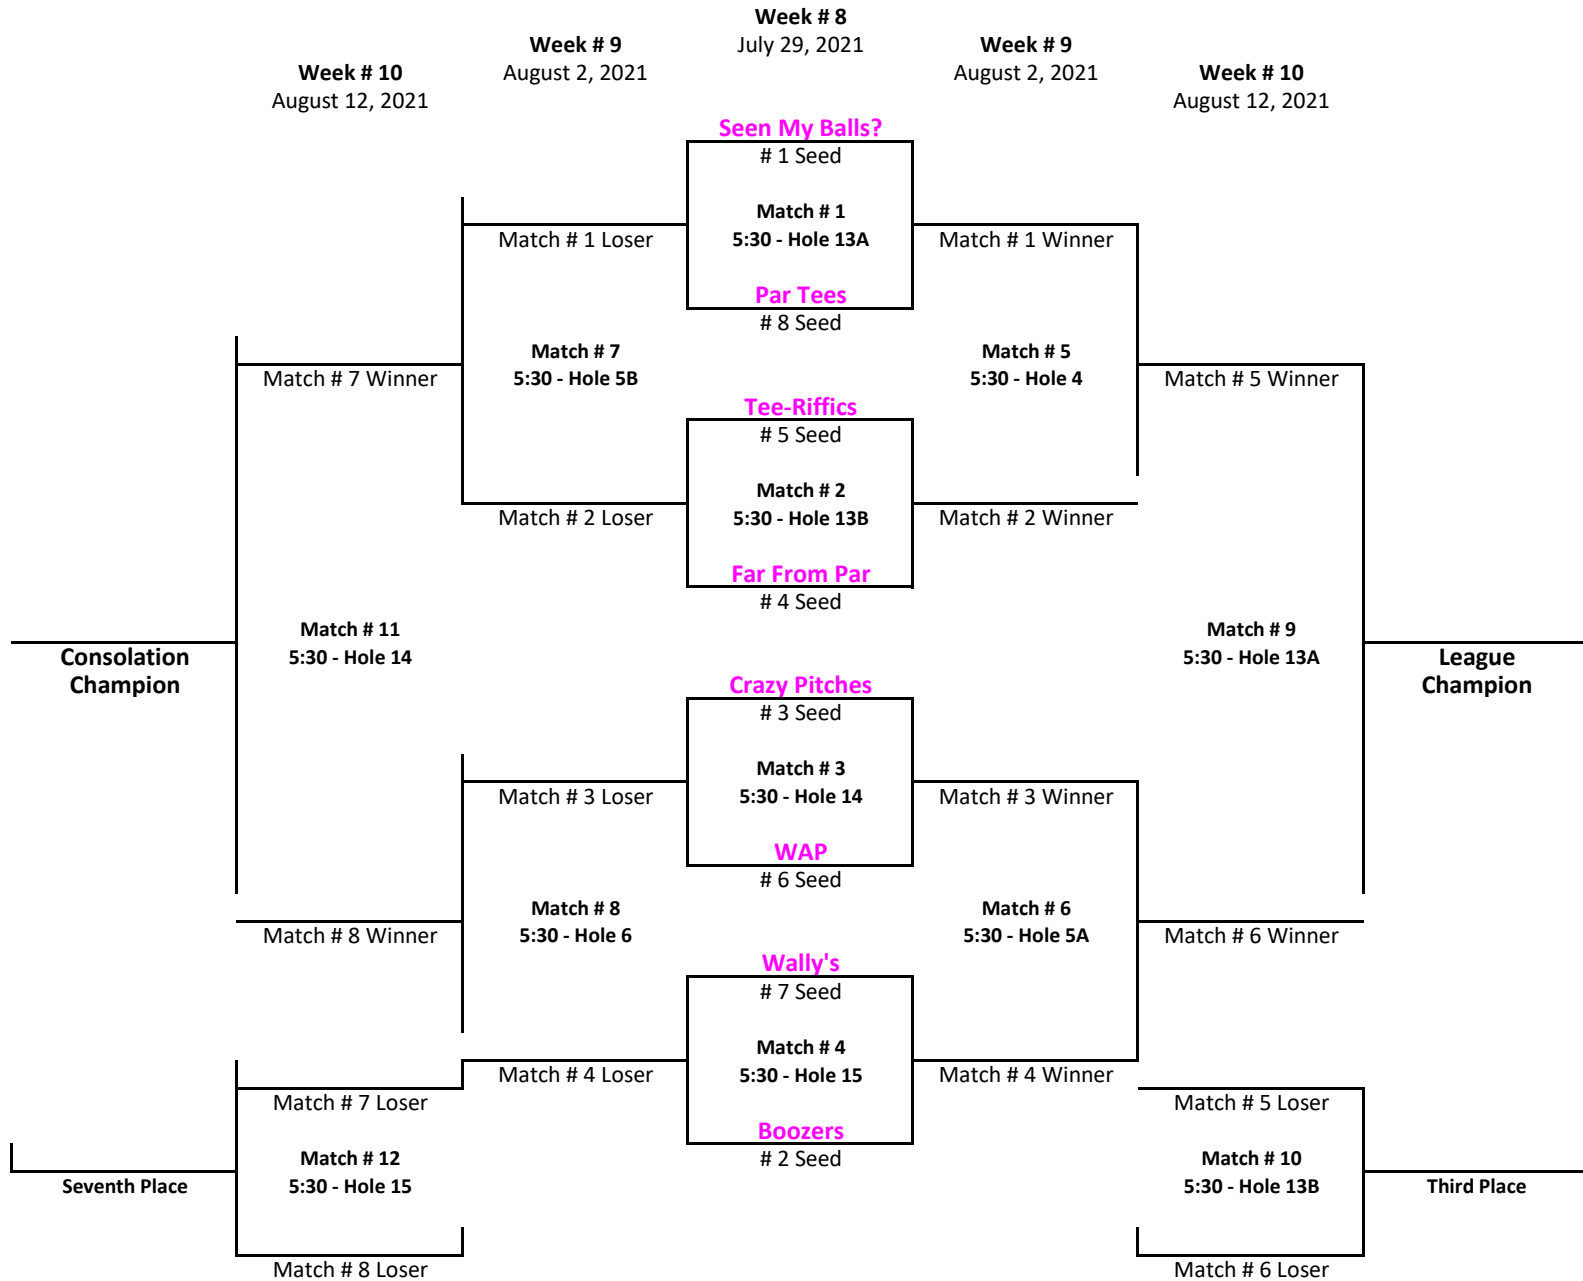 Week # 8
July 29, 2021
Week # 9
August 2, 2021
Week # 9
August 2, 2021
Week # 10
August 12, 2021
Week # 10
August 12, 2021
Seen My Balls?
# 1 Seed
Match # 1
5:30 - Hole 13A
Match # 1 Loser
Match # 1 Winner
Par Tees
# 8 Seed
Match # 7
5:30 - Hole 5B
Match # 5
5:30 - Hole 4
Match # 7 Winner
Match # 5 Winner
Tee-Riffics
# 5 Seed
Match # 2
5:30 - Hole 13B
Match # 2 Loser
Match # 2 Winner
Far From Par
# 4 Seed
Match # 11
5:30 - Hole 14
Match # 9
5:30 - Hole 13A
Consolation
Champion
League
Champion
Crazy Pitches
# 3 Seed
Match # 3
5:30 - Hole 14
Match # 3 Loser
Match # 3 Winner
WAP
# 6 Seed
Match # 8
5:30 - Hole 6
Match # 6
5:30 - Hole 5A
Match # 8 Winner
Match # 6 Winner
Wally's
# 7 Seed
Match # 4
5:30 - Hole 15
Match # 4 Loser
Match # 4 Winner
Match # 7 Loser
Match # 5 Loser
Boozers
# 2 Seed
Match # 12
5:30 - Hole 15
Match # 10
5:30 - Hole 13B
Seventh Place
Third Place
Match # 8 Loser
Match # 6 Loser